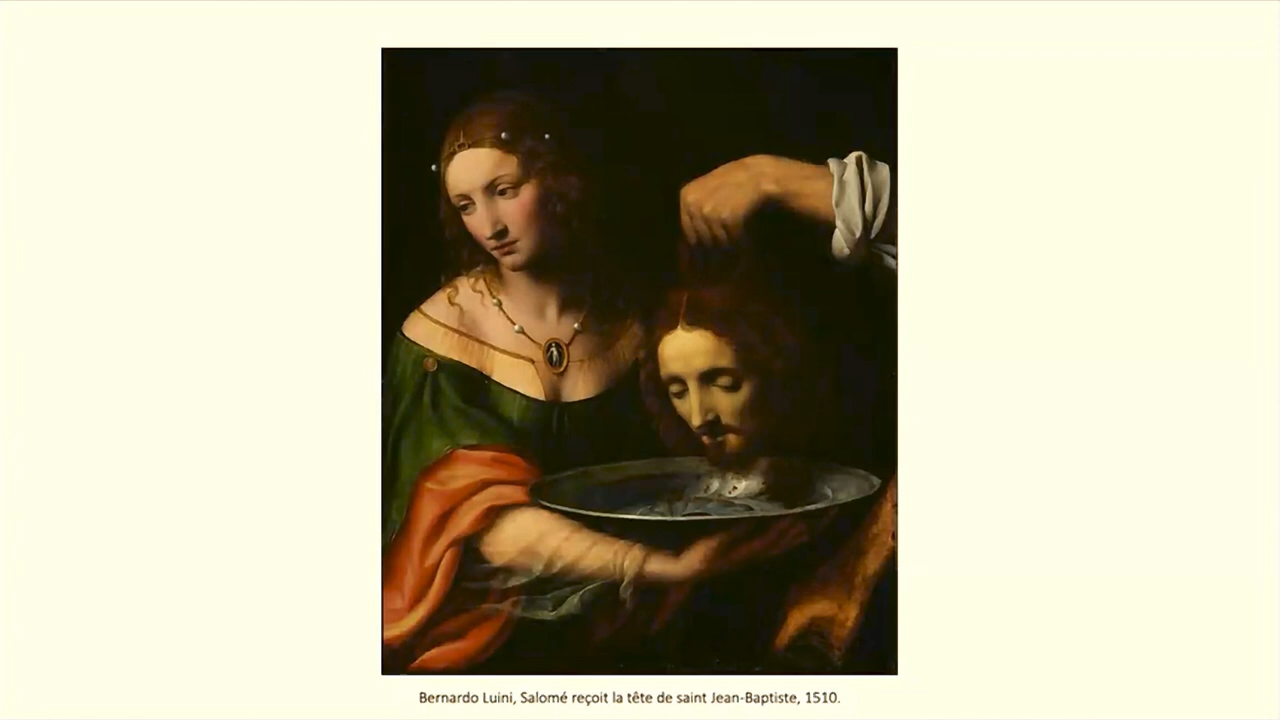 Bernardo Luini, Salomé reçoit la tête de saint Jean-Baptiste, 1510.